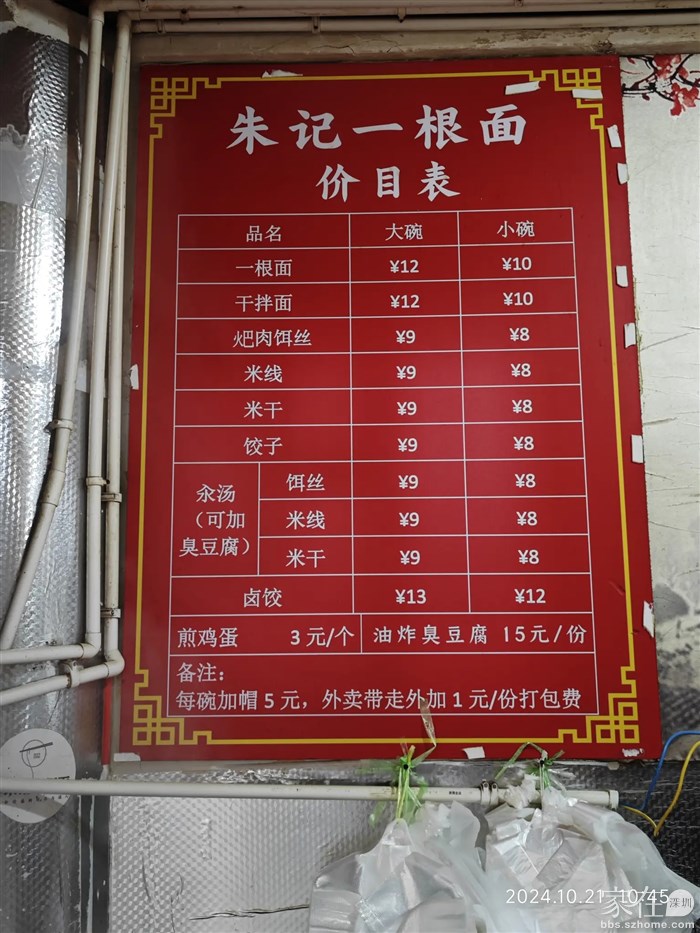 朱记一根面
价目表
品名 大碗 小碗
一根面 ¥12 ¥10
干拌面 ¥12 ¥10
𤆵肉饵丝 ¥9 ¥8
米线 ¥9 ¥8
米干 ¥9 ¥8
饺子 ¥9 ¥8
汆汤
（可加
臭豆腐）
饵丝 ¥9 ¥8
米线 ¥9 ¥8
米干 ¥9 ¥8
卤饺 ¥13 ¥12
煎鸡蛋 3元/个 油炸臭豆腐 15元/份
备注：
每碗加帽5元，外卖带走外加1元/份打包费
2024.10.21 10:45
家在深圳
bbs.szhome.com